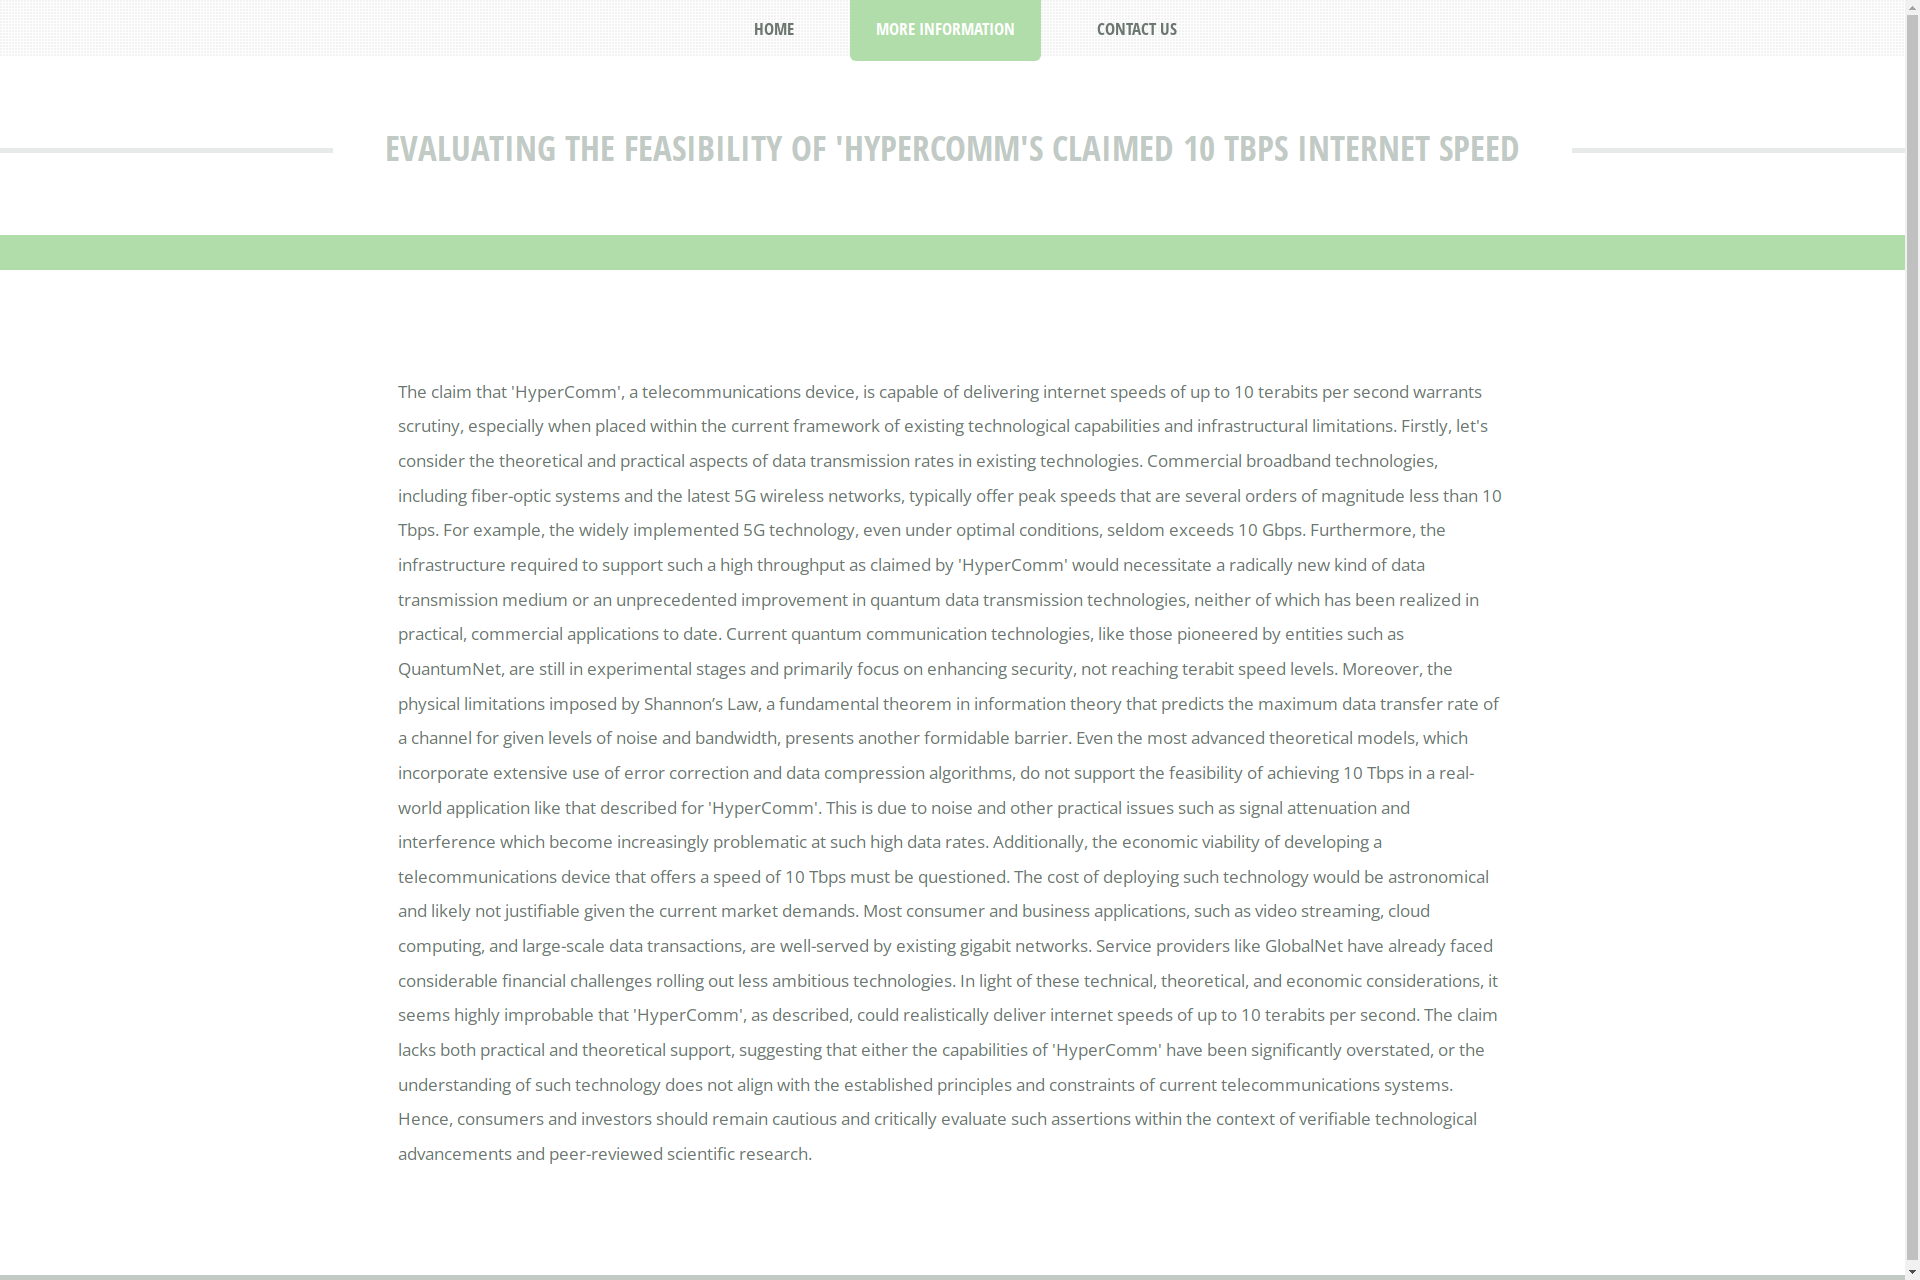 HOME
MORE INFORMATION
CONTACT US
EVALUATING THE FEASIBILITY OF 'HYPERCOMM'S CLAIMED 10 TBPS INTERNET SPEED
The claim that 'HyperComm', a telecommunications device, is capable of delivering internet speeds of up to 10 terabits per second warrants
scrutiny, especially when placed within the current framework of existing technological capabilities and infrastructural limitations. Firstly, let's
consider the theoretical and practical aspects of data transmission rates in existing technologies. Commercial broadband technologies,
including fiber-optic systems and the latest 5G wireless networks, typically offer peak speeds that are several orders of magnitude less than 10
Tbps. For example, the widely implemented 5G technology, even under optimal conditions, seldom exceeds 10 Gbps. Furthermore, the
infrastructure required to support such a high throughput as claimed by 'HyperComm' would necessitate a radically new kind of data
transmission medium or an unprecedented improvement in quantum data transmission technologies, neither of which has been realized in
practical, commercial applications to date. Current quantum communication technologies, like those pioneered by entities such as
QuantumNet, are still in experimental stages and primarily focus on enhancing security, not reaching terabit speed levels. Moreover, the
physical limitations imposed by Shannon’s Law, a fundamental theorem in information theory that predicts the maximum data transfer rate of
a channel for given levels of noise and bandwidth, presents another formidable barrier. Even the most advanced theoretical models, which
incorporate extensive use of error correction and data compression algorithms, do not support the feasibility of achieving 10 Tbps in a real-
world application like that described for 'HyperComm'. This is due to noise and other practical issues such as signal attenuation and
interference which become increasingly problematic at such high data rates. Additionally, the economic viability of developing a
telecommunications device that offers a speed of 10 Tbps must be questioned. The cost of deploying such technology would be astronomical
and likely not justifiable given the current market demands. Most consumer and business applications, such as video streaming, cloud
computing, and large-scale data transactions, are well-served by existing gigabit networks. Service providers like GlobalNet have already faced
considerable financial challenges rolling out less ambitious technologies. In light of these technical, theoretical, and economic considerations, it
seems highly improbable that 'HyperComm', as described, could realistically deliver internet speeds of up to 10 terabits per second. The claim
lacks both practical and theoretical support, suggesting that either the capabilities of 'HyperComm' have been significantly overstated, or the
understanding of such technology does not align with the established principles and constraints of current telecommunications systems.
Hence, consumers and investors should remain cautious and critically evaluate such assertions within the context of verifiable technological
advancements and peer-reviewed scientific research.